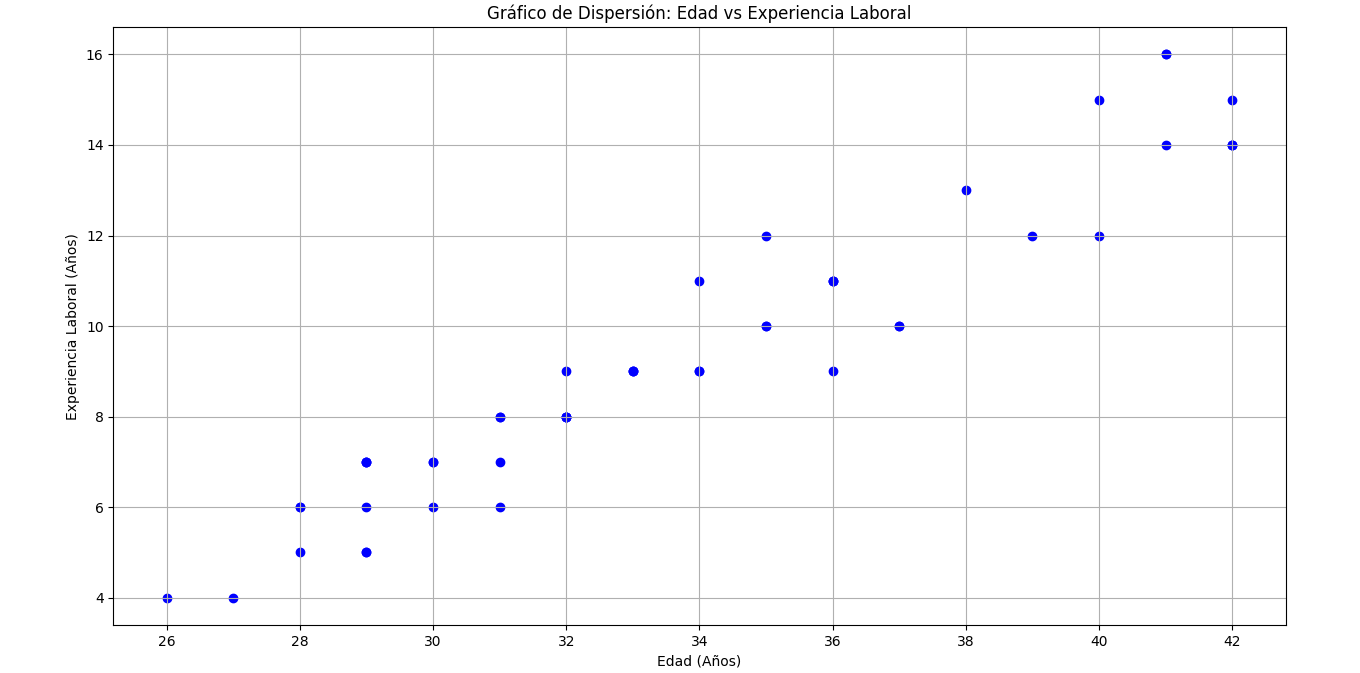 Gráfico de Dispersión: Edad vs Experiencia Laboral
Experiencia Laboral (Años)
16
14
12
10
8
6
4
26 28 30 32 34 36 38 40 42
Edad (Años)